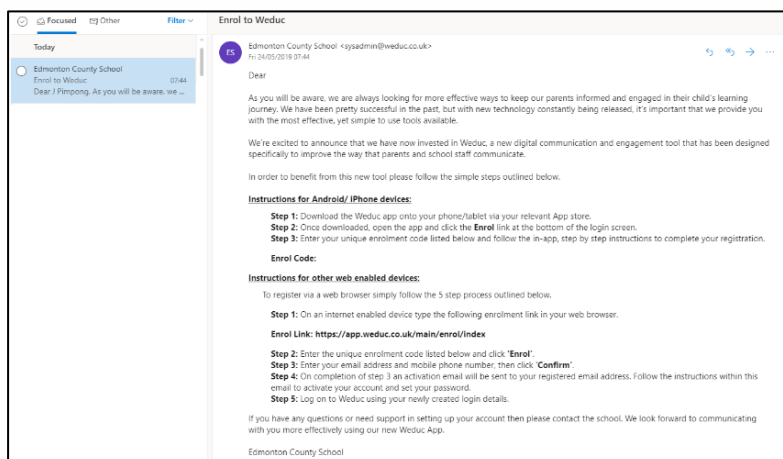 Focused
Other
Filter
Today
Edmonton County School
Enrol to Weduc
07:44
Dear J Pimpong. As you will be aware, we ...
Enrol to Weduc
ES
Edmonton County School <sysadmin@weduc.co.uk>
Fri 24/05/2019 07:44
Dear
As you will be aware, we are always looking for more effective ways to keep our parents informed and engaged in their child's learning
journey. We have been pretty successful in the past, but with new technology constantly being released, it's important that we provide you
with the most effective, yet simple to use tools available.
We're excited to announce that we have now invested in Weduc, a new digital communication and engagement tool that has been designed
specifically to improve the way that parents and school staff communicate.
In order to benefit from this new tool please follow the simple steps outlined below.
Instructions for Android/ iPhone devices:
Step 1: Download the Weduc app onto your phone/tablet via your relevant App store.
Step 2: Once downloaded, open the app and click the Enrol link at the bottom of the login screen.
Step 3: Enter your unique enrolment code listed below and follow the in-app, step by step instructions to complete your registration.
Enrol Code:
Instructions for other web enabled devices:
To register via a web browser simply follow the 5 step process outlined below.
Step 1: On an internet enabled device type the following enrolment link in your web browser.
Enrol Link: https://app.weduc.co.uk/main/enrol/index
Step 2: Enter the unique enrolment code listed below and click 'Enrol'.
Step 3: Enter your email address and mobile phone number, then click 'Confirm'.
Step 4: On completion of step 3 an activation email will be sent to your registered email address. Follow the instructions within this
email to activate your account and set your password.
Step 5: Log on to Weduc using your newly created login details.
If you have any questions or need support in setting up your account then please contact the school. We look forward to communicating
with you more effectively using our new Weduc App.
Edmonton County School